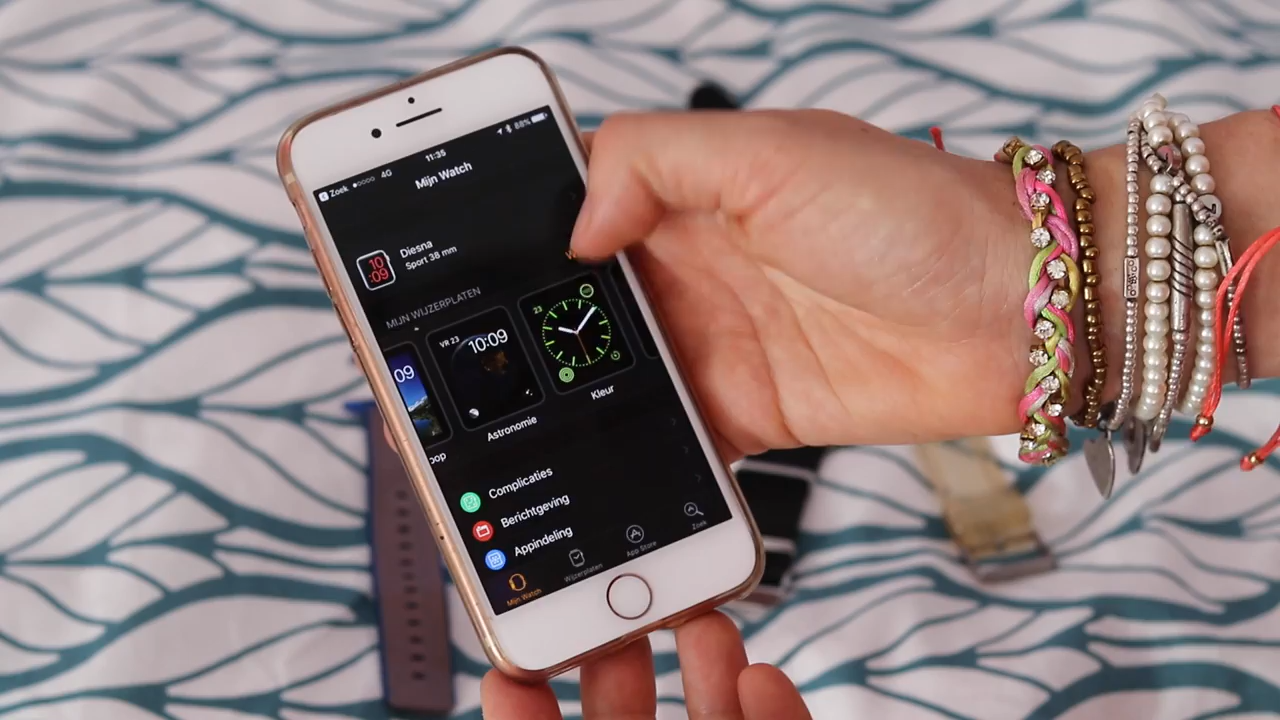 Zoek 4G 11:35 88%
Mijn Watch
Diesna
Sport 38 mm
10
:09
MIJN WIJZERPLATEN
09
VR 23
10:09
23
oop
Astronomie
Kleur
Complicaties
Berichtgeving
Appindeling
Mijn Watch
Wijzerplaten
App Store
Zoek